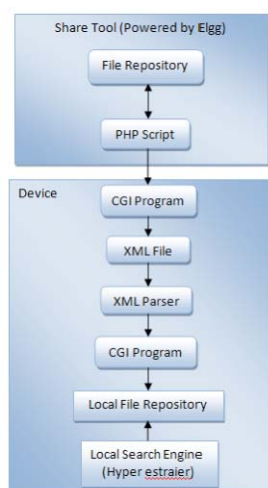 Share Tool (Powered by Elgg)
File Repository
PHP Script
Device
CGI Program
XML File
XML Parser
CGI Program
Local File Repository
Local Search Engine
(Hyper estraier)